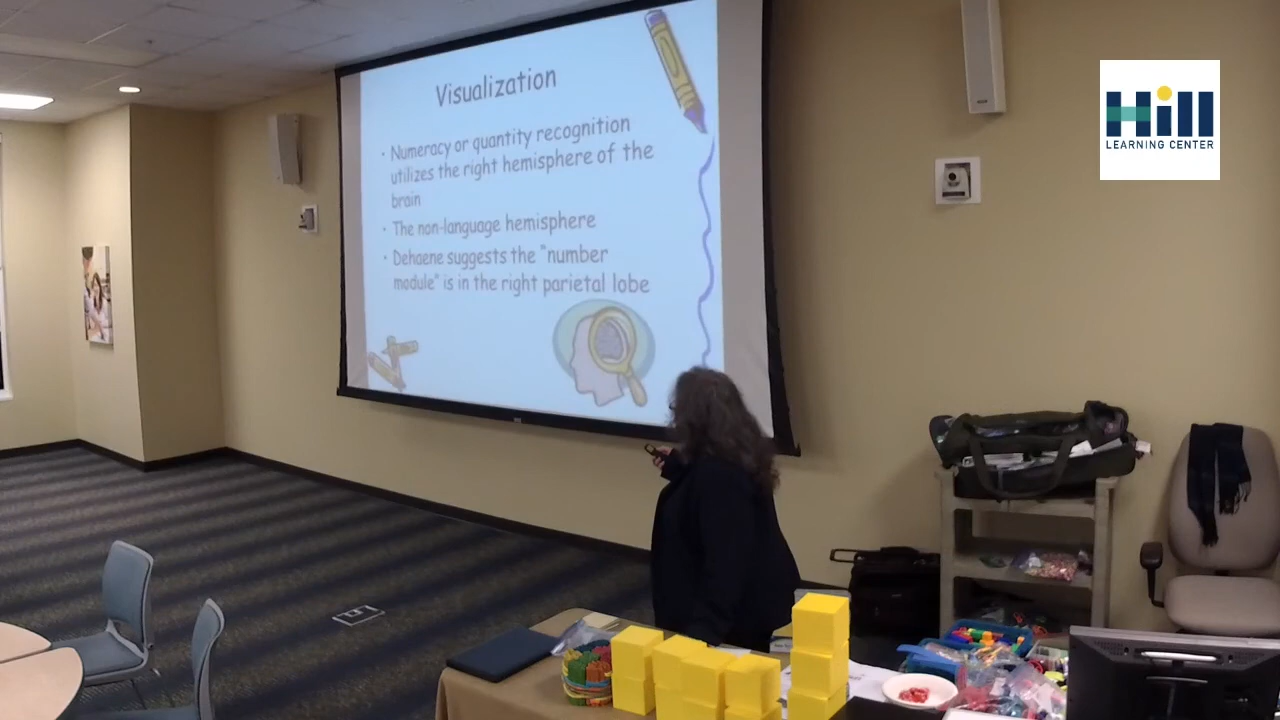 Visualization
• Numeracy or quantity recognition
utilizes the right hemisphere of the
brain
• The non-language hemisphere
• Dehaene suggests the "number
module" is in the right parietal lobe
Hill
LEARNING CENTER